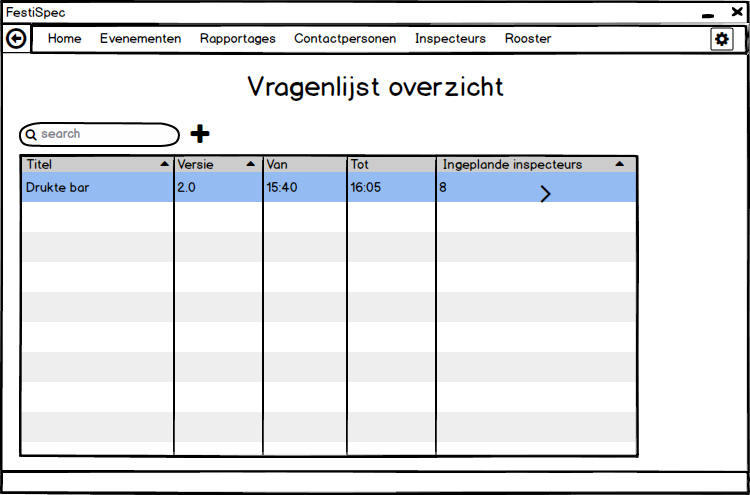 FestiSpec
Home Evenementen Rapportages Contactpersonen Inspecteurs Rooster
Vragenlijst overzicht
search
Titel Versie Van Tot Ingeplande inspecteurs
Drukte bar 2.0 15:40 16:05 8